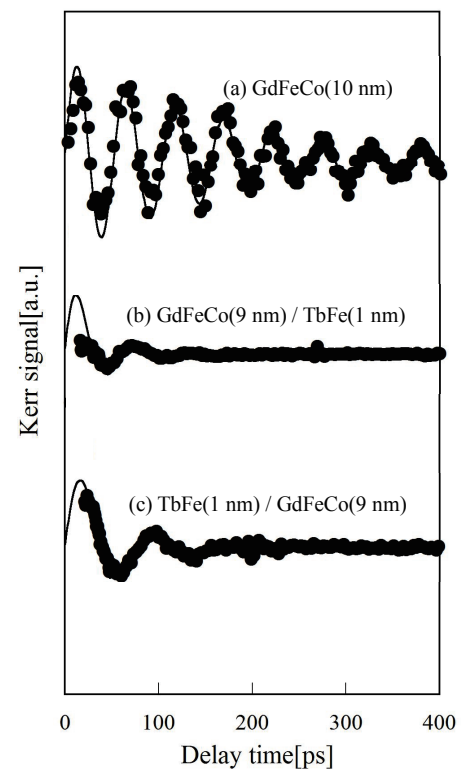 (a) GdFeCo(10 nm)
(b) GdFeCo(9 nm) / TbFe(1 nm)
(c) TbFe(1 nm) / GdFeCo(9 nm)
Kerr signal[a.u.]
0 100 200 300 400
Delay time[ps]